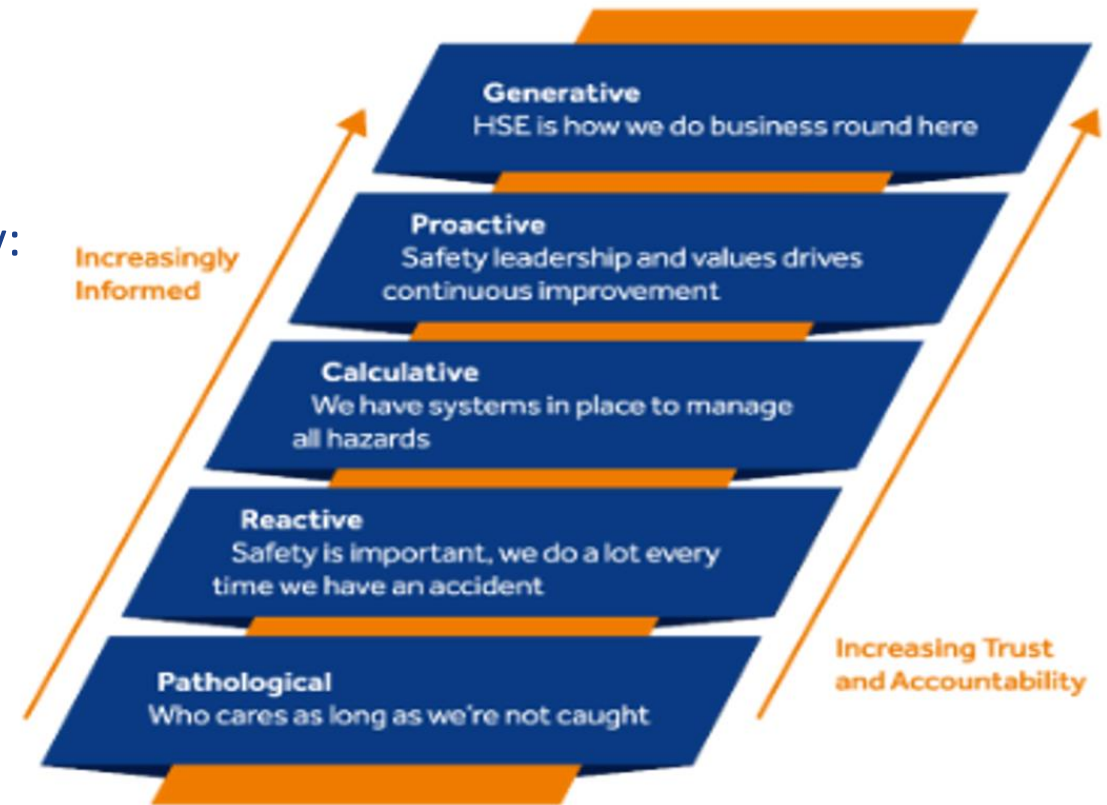 Generative
HSE is how we do business round here
Proactive
Safety leadership and values drives
continuous improvement
y:
Increasingly
Informed
Calculative
We have systems in place to manage
all hazards
Reactive
Safety is important, we do a lot every
time we have an accident
Increasing Trust
and Accountability
Pathological
Who cares as long as we're not caught